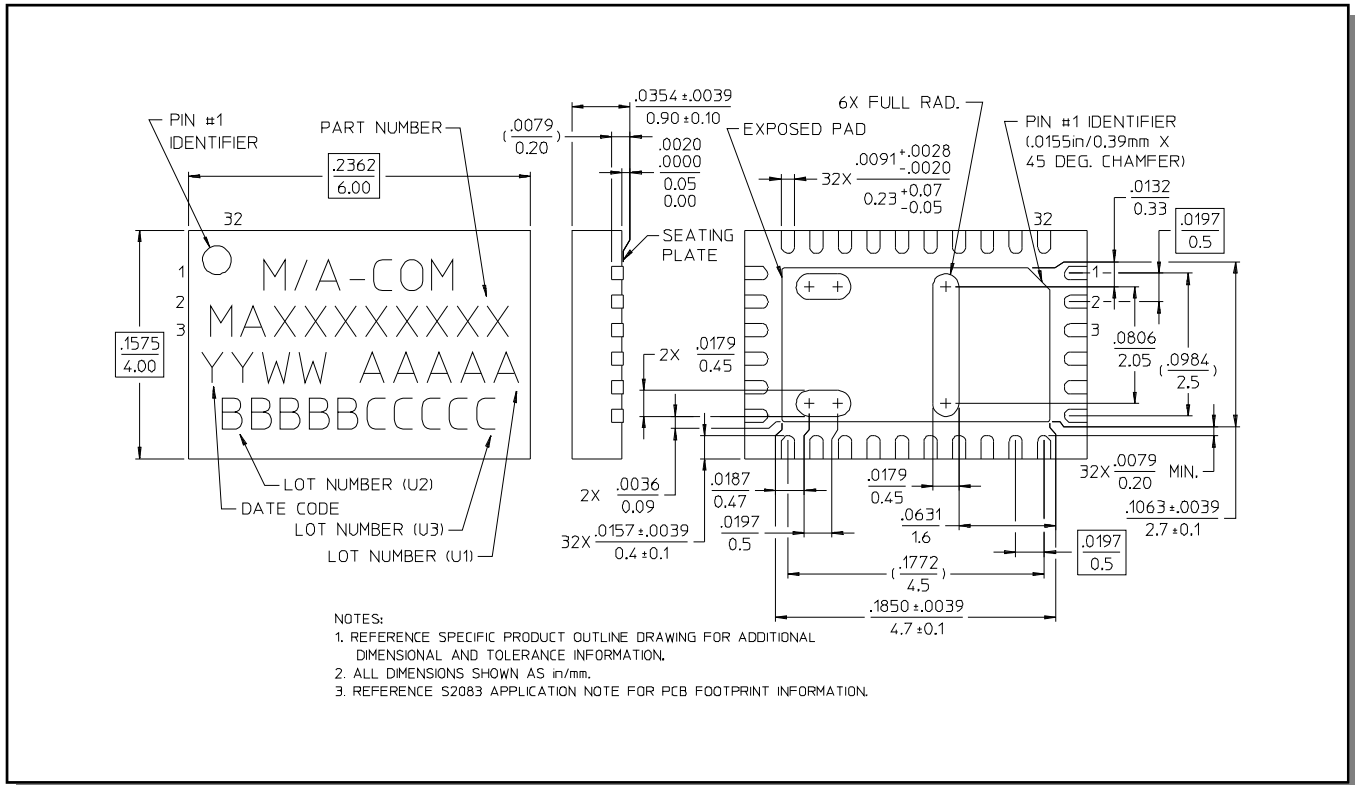 PIN #1
IDENTIFIER
PART NUMBER
.2362
6.00
32
1
2
3
.1575
4.00
M/A-COM
MAXXXXXXXXX
YYWW AAAAA
BBBBBCCCCC
LOT NUMBER (U2)
DATE CODE
LOT NUMBER (U3)
LOT NUMBER (U1)
.0354 ±.0039
0.90 ±0.10
(.0079)
0.20
.0020
.0000
0.05
0.00
SEATING
PLATE
EXPOSED PAD
6X FULL RAD.
PIN #1 IDENTIFIER
(.0155in/0.39mm X
45 DEG. CHAMFER)
32X .0091 +.0028 -.0020
0.23 +0.07 -0.05
32
.0132
0.33
.0197
0.5
1
2
3
2X .0179
0.45
.0806
2.05
(.0984)
2.5
2X .0036
0.09
32X .0157 ±.0039
0.4 ±0.1
.0187
0.47
.0197
0.5
.0179
0.45
.0631
1.6
32X .0079 MIN.
0.20
.1063 ±.0039
2.7 ±0.1
.0197
0.5
(.1772)
4.5
.1850 ±.0039
4.7 ±0.1
NOTES:
1. REFERENCE SPECIFIC PRODUCT OUTLINE DRAWING FOR ADDITIONAL
DIMENSIONAL AND TOLERANCE INFORMATION.
2. ALL DIMENSIONS SHOWN AS in/mm.
3. REFERENCE S2083 APPLICATION NOTE FOR PCB FOOTPRINT INFORMATION.